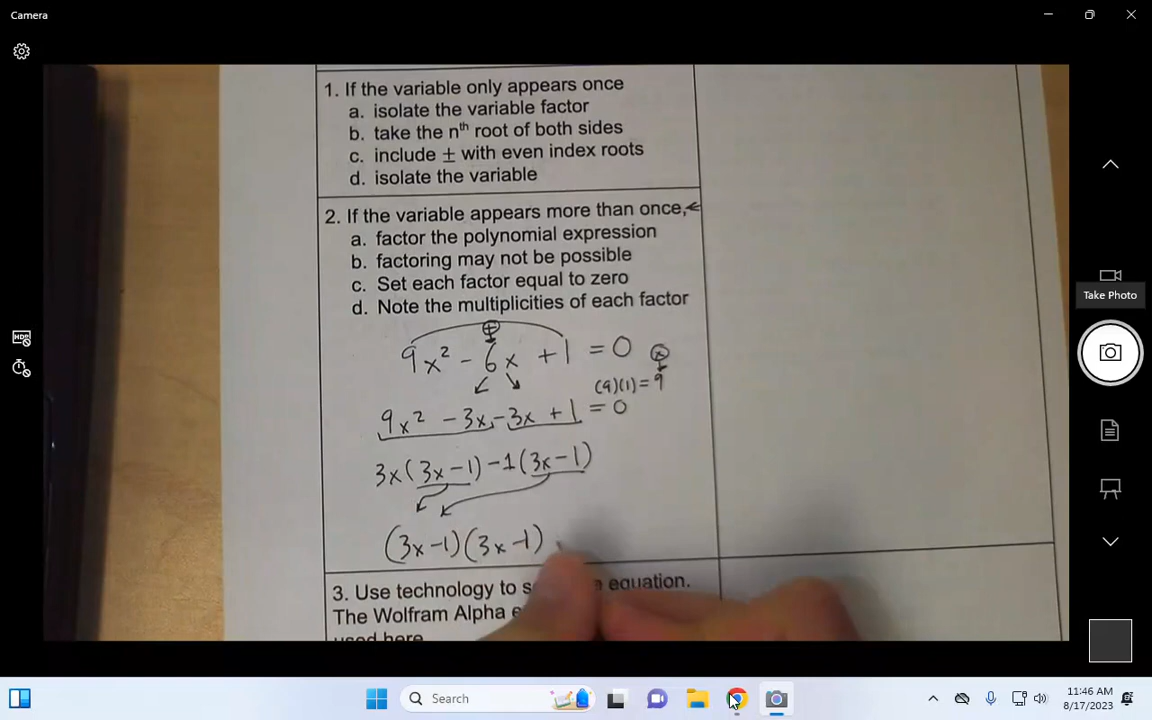 Camera
1. If the variable only appears once
a. isolate the variable factor
b. take the nth root of both sides
c. include ± with even index roots
d. isolate the variable
2. If the variable appears more than once,
a. factor the polynomial expression
b. factoring may not be possible
c. Set each factor equal to zero
d. Note the multiplicities of each factor
+
9x² - 6x + 1 = 0
x
(9)(1) = 9
9x² - 3x - 3x + 1 = 0
3x(3x-1) -1(3x-1)
(3x-1)(3x-1)
3. Use technology to equation.
The Wolfram Alpha
used here
Take Photo
HDR
Search
11:46 AM
8/17/2023